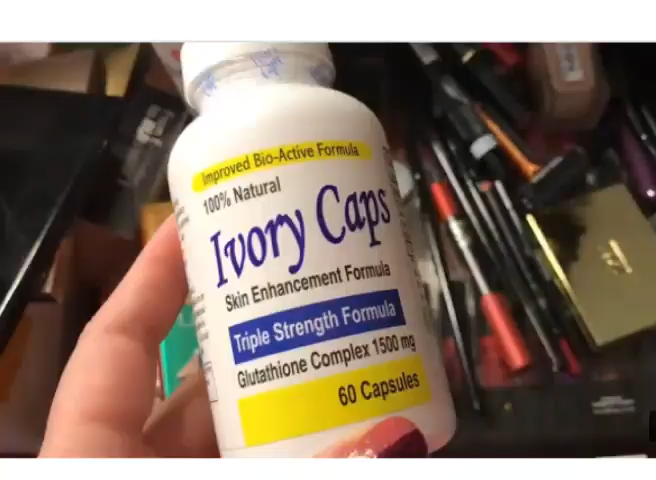 Improved Bio-Active Formula
100% Natural
Ivory Caps
Skin Enhancement Formula
Triple Strength Formula
Glutathione Complex 1500 mg
60 Capsules